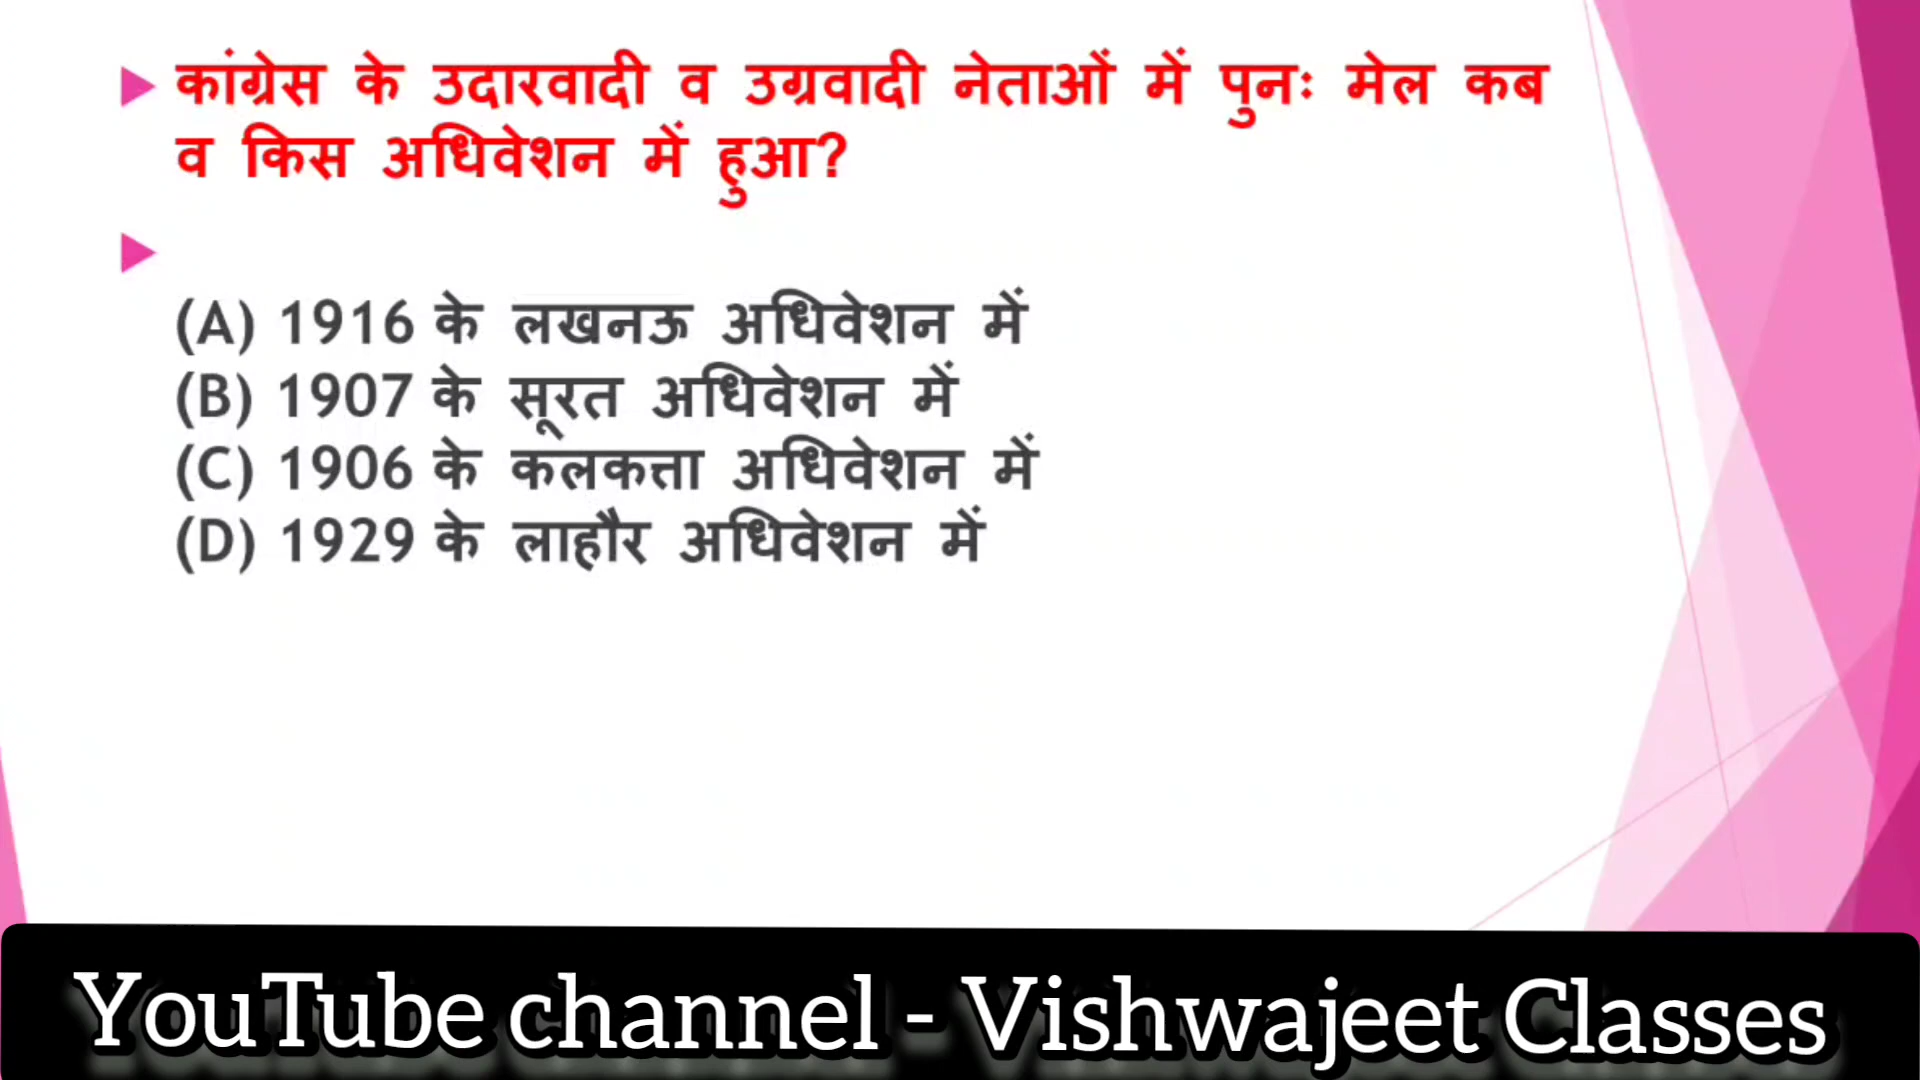 कांग्रेस के उदारवादी व उग्रवादी नेताओं में पुनः मेल कब
व किस अधिवेशन में हुआ?
(A) 1916 के लखनऊ अधिवेशन में
(B) 1907 के सूरत अधिवेशन में
(C) 1906 के कलकत्ता अधिवेशन में
(D) 1929 के लाहौर अधिवेशन में
YouTube channel - Vishwajeet Classes